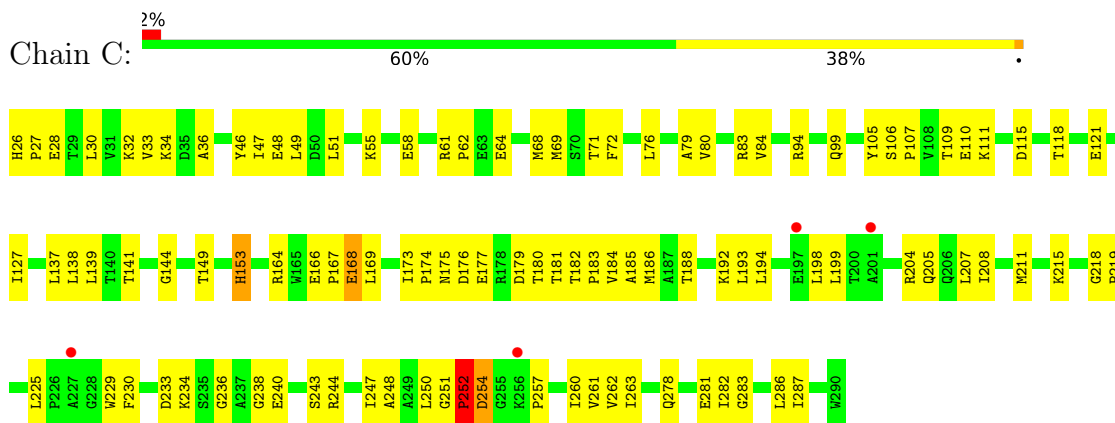 2%
Chain C:
60% 38% •
H26 P27 E28 T29 L30 V31 K32 V33 K34 D35 A36 Y46 I47 E48 L49 D50 L51 K55 E58 R61 P62 E63 E64 M68 M69 S70 T71 F72 L76 A79 V80 R83 V84 R94 Q99 Y105 S106 P107 V108 T109 E110 K111 D115 T118 E121
I127 L137 L138 L139 T140 T141 G144 T149 H153 R164 W165 E166 P167 E168 L169 I173 P174 N175 D176 E177 R178 D179 T180 T181 T182 P183 V184 A185 M186 A187 T188 K192 L193 L194 E197 L198 L199 T200 A201 R204 Q205 Q206 L207 I208 M211 K215 G218 R219
L225 P226 A227 G228 W229 F230 D233 K234 S235 G236 A237 G238 E240 S243 R244 I247 A248 A249 L250 G251 P252 D254 G255 K256 P257 I260 V261 V262 I263 Q278 E281 I282 G283 L286 I287 W290